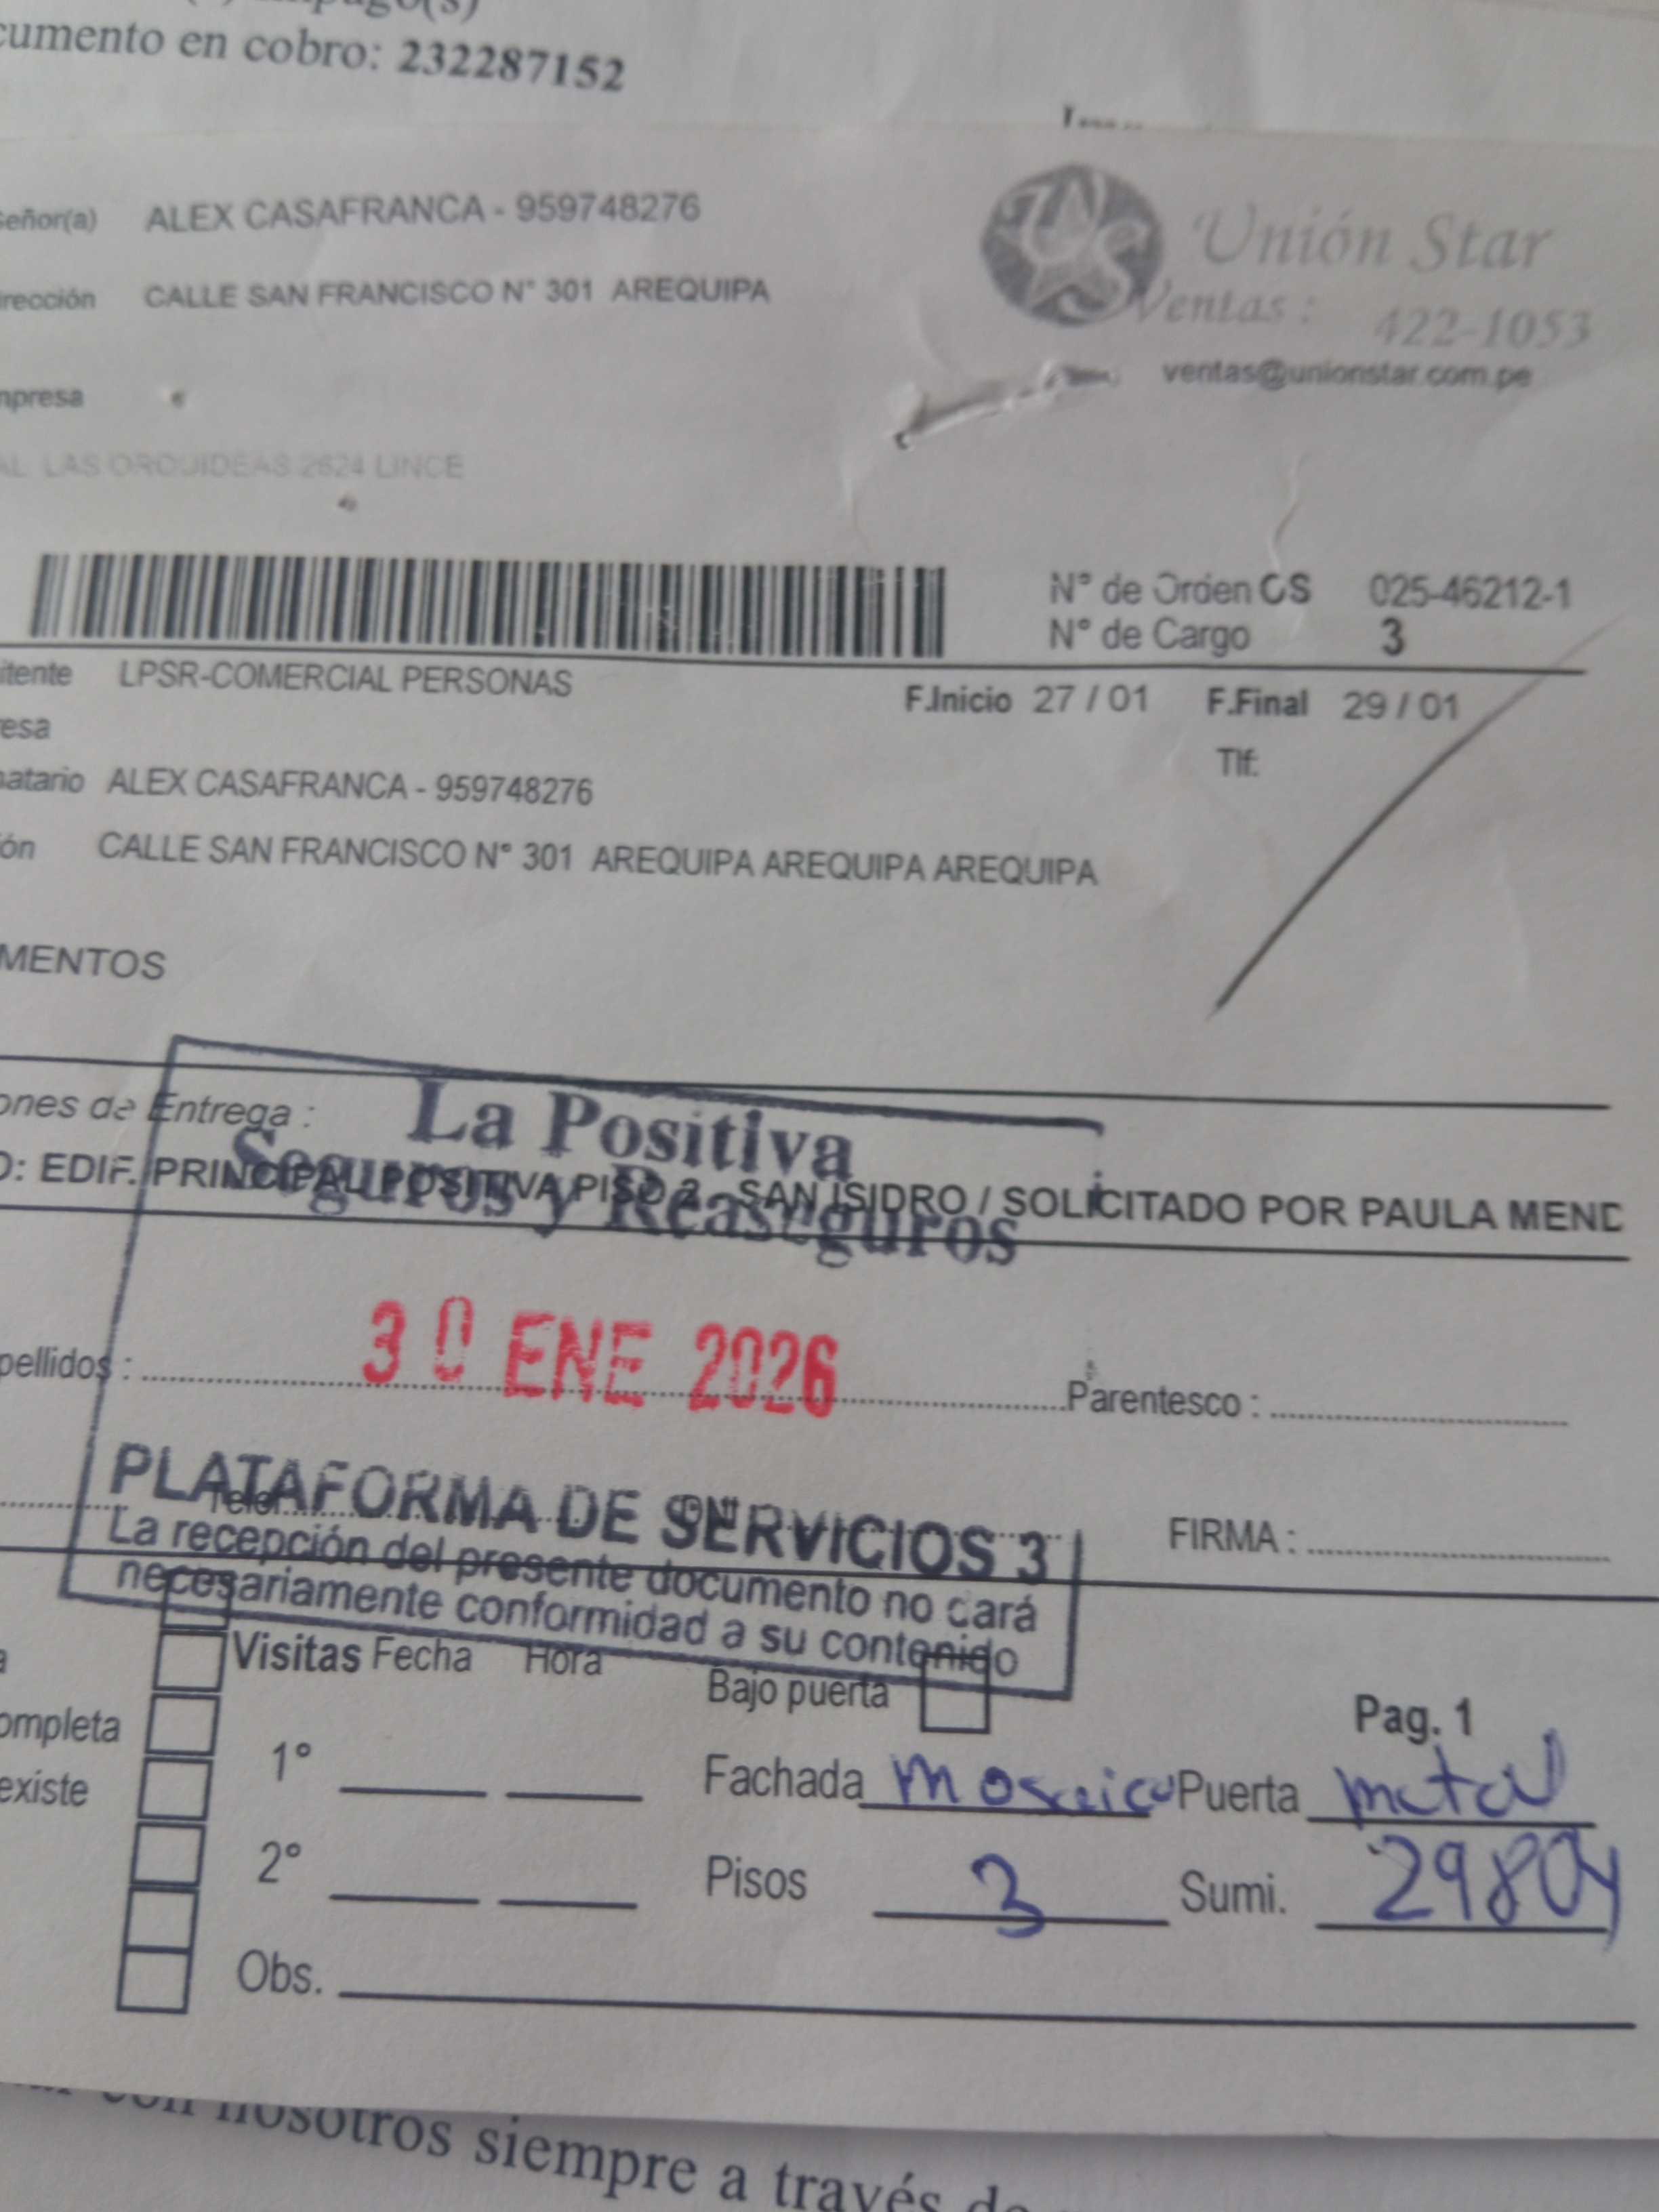 cumento en cobro: 232287152
Señor(a) ALEX CASAFRANCA - 959748276
Unión Star
irección CALLE SAN FRANCISCO N° 301 AREQUIPA
Ventas: 422-1053
ventas@unionstar.com.pe
mpresa
AL LAS ORQUIDEAS 2624 LINCE
N° de Orden OS 025-46212-1
N° de Cargo 3
itente LPSR-COMERCIAL PERSONAS
F.Inicio 27 / 01 F.Final 29 / 01
esa
Tlf:
natario ALEX CASAFRANCA - 959748276
ón CALLE SAN FRANCISCO N° 301 AREQUIPA AREQUIPA AREQUIPA
MENTOS
La Positiva
Seguros y Reaseguros
ones de Entrega :
O: EDIF. PRINCIPAL POSITIVA PISO 2 - SAN ISIDRO / SOLICITADO POR PAULA MEND
30 ENE 2026
pellidos : Parentesco :
PLATAFORMA DE SERVICIOS 3
FIRMA :
La recepción del presente documento no dará
necesariamente conformidad a su contenido
Visitas Fecha Hora
Bajo puerta
Pag. 1
ompleta
1°
Fachada Mosaico Puerta metal
existe
2°
Pisos 3 Sumi. 29804
Obs.
con nosotros siempre a través de